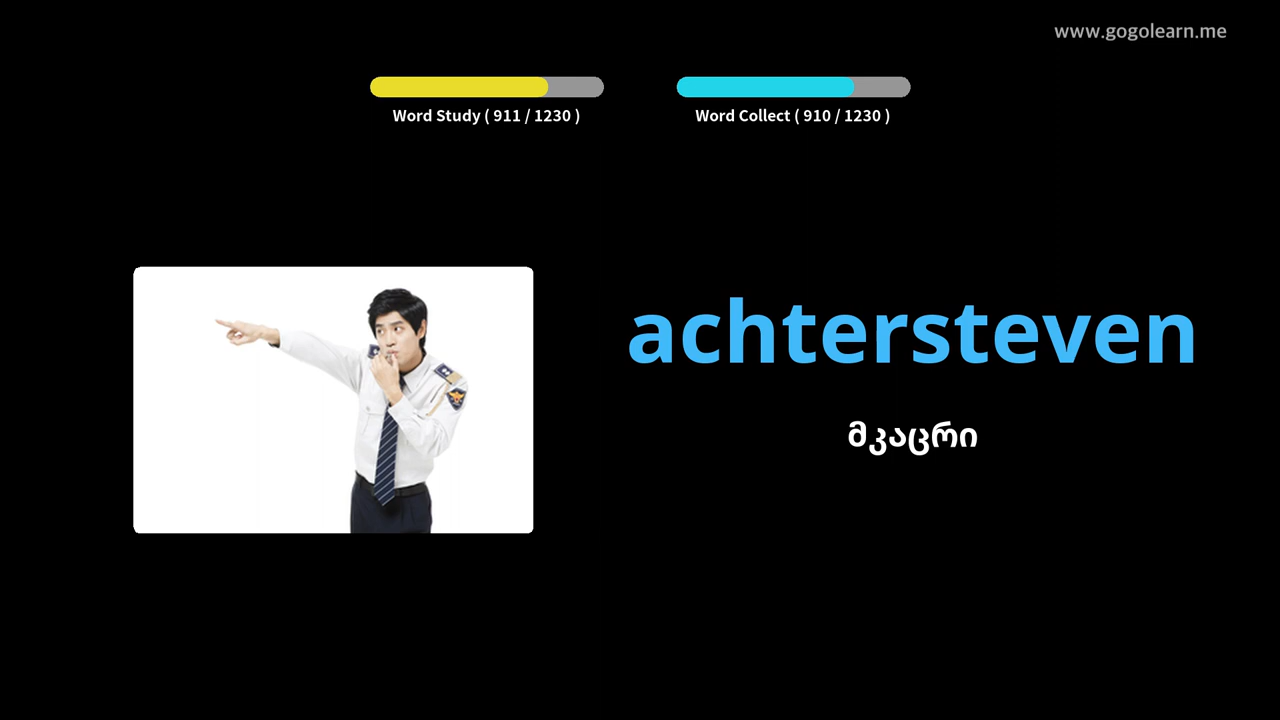 www.gogolearn.me
Word Study ( 911 / 1230 )
Word Collect ( 910 / 1230 )
achtersteven
მკაცრი